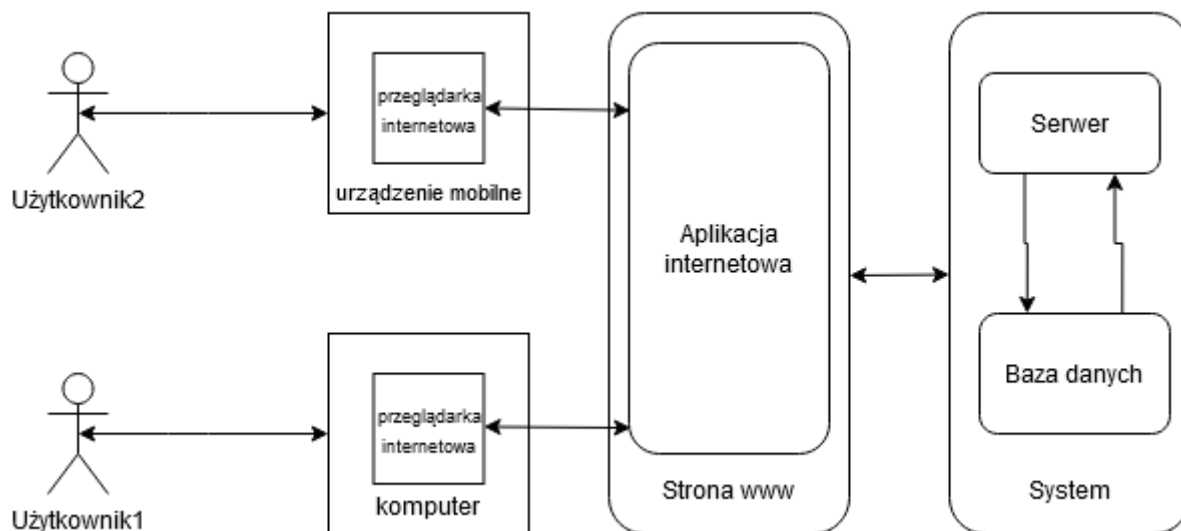 przeglądarka
internetowa
urządzenie mobilne
Użytkownik2
Aplikacja
internetowa
Serwer
Baza danych
przeglądarka
internetowa
komputer
Użytkownik1
Strona www
System